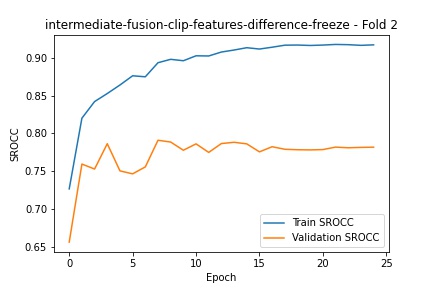 intermediate-fusion-clip-features-difference-freeze - Fold 2
SROCC
0.90
0.85
0.80
0.75
0.70
0.65
0
5
10
15
20
25
Epoch
Train SROCC
Validation SROCC